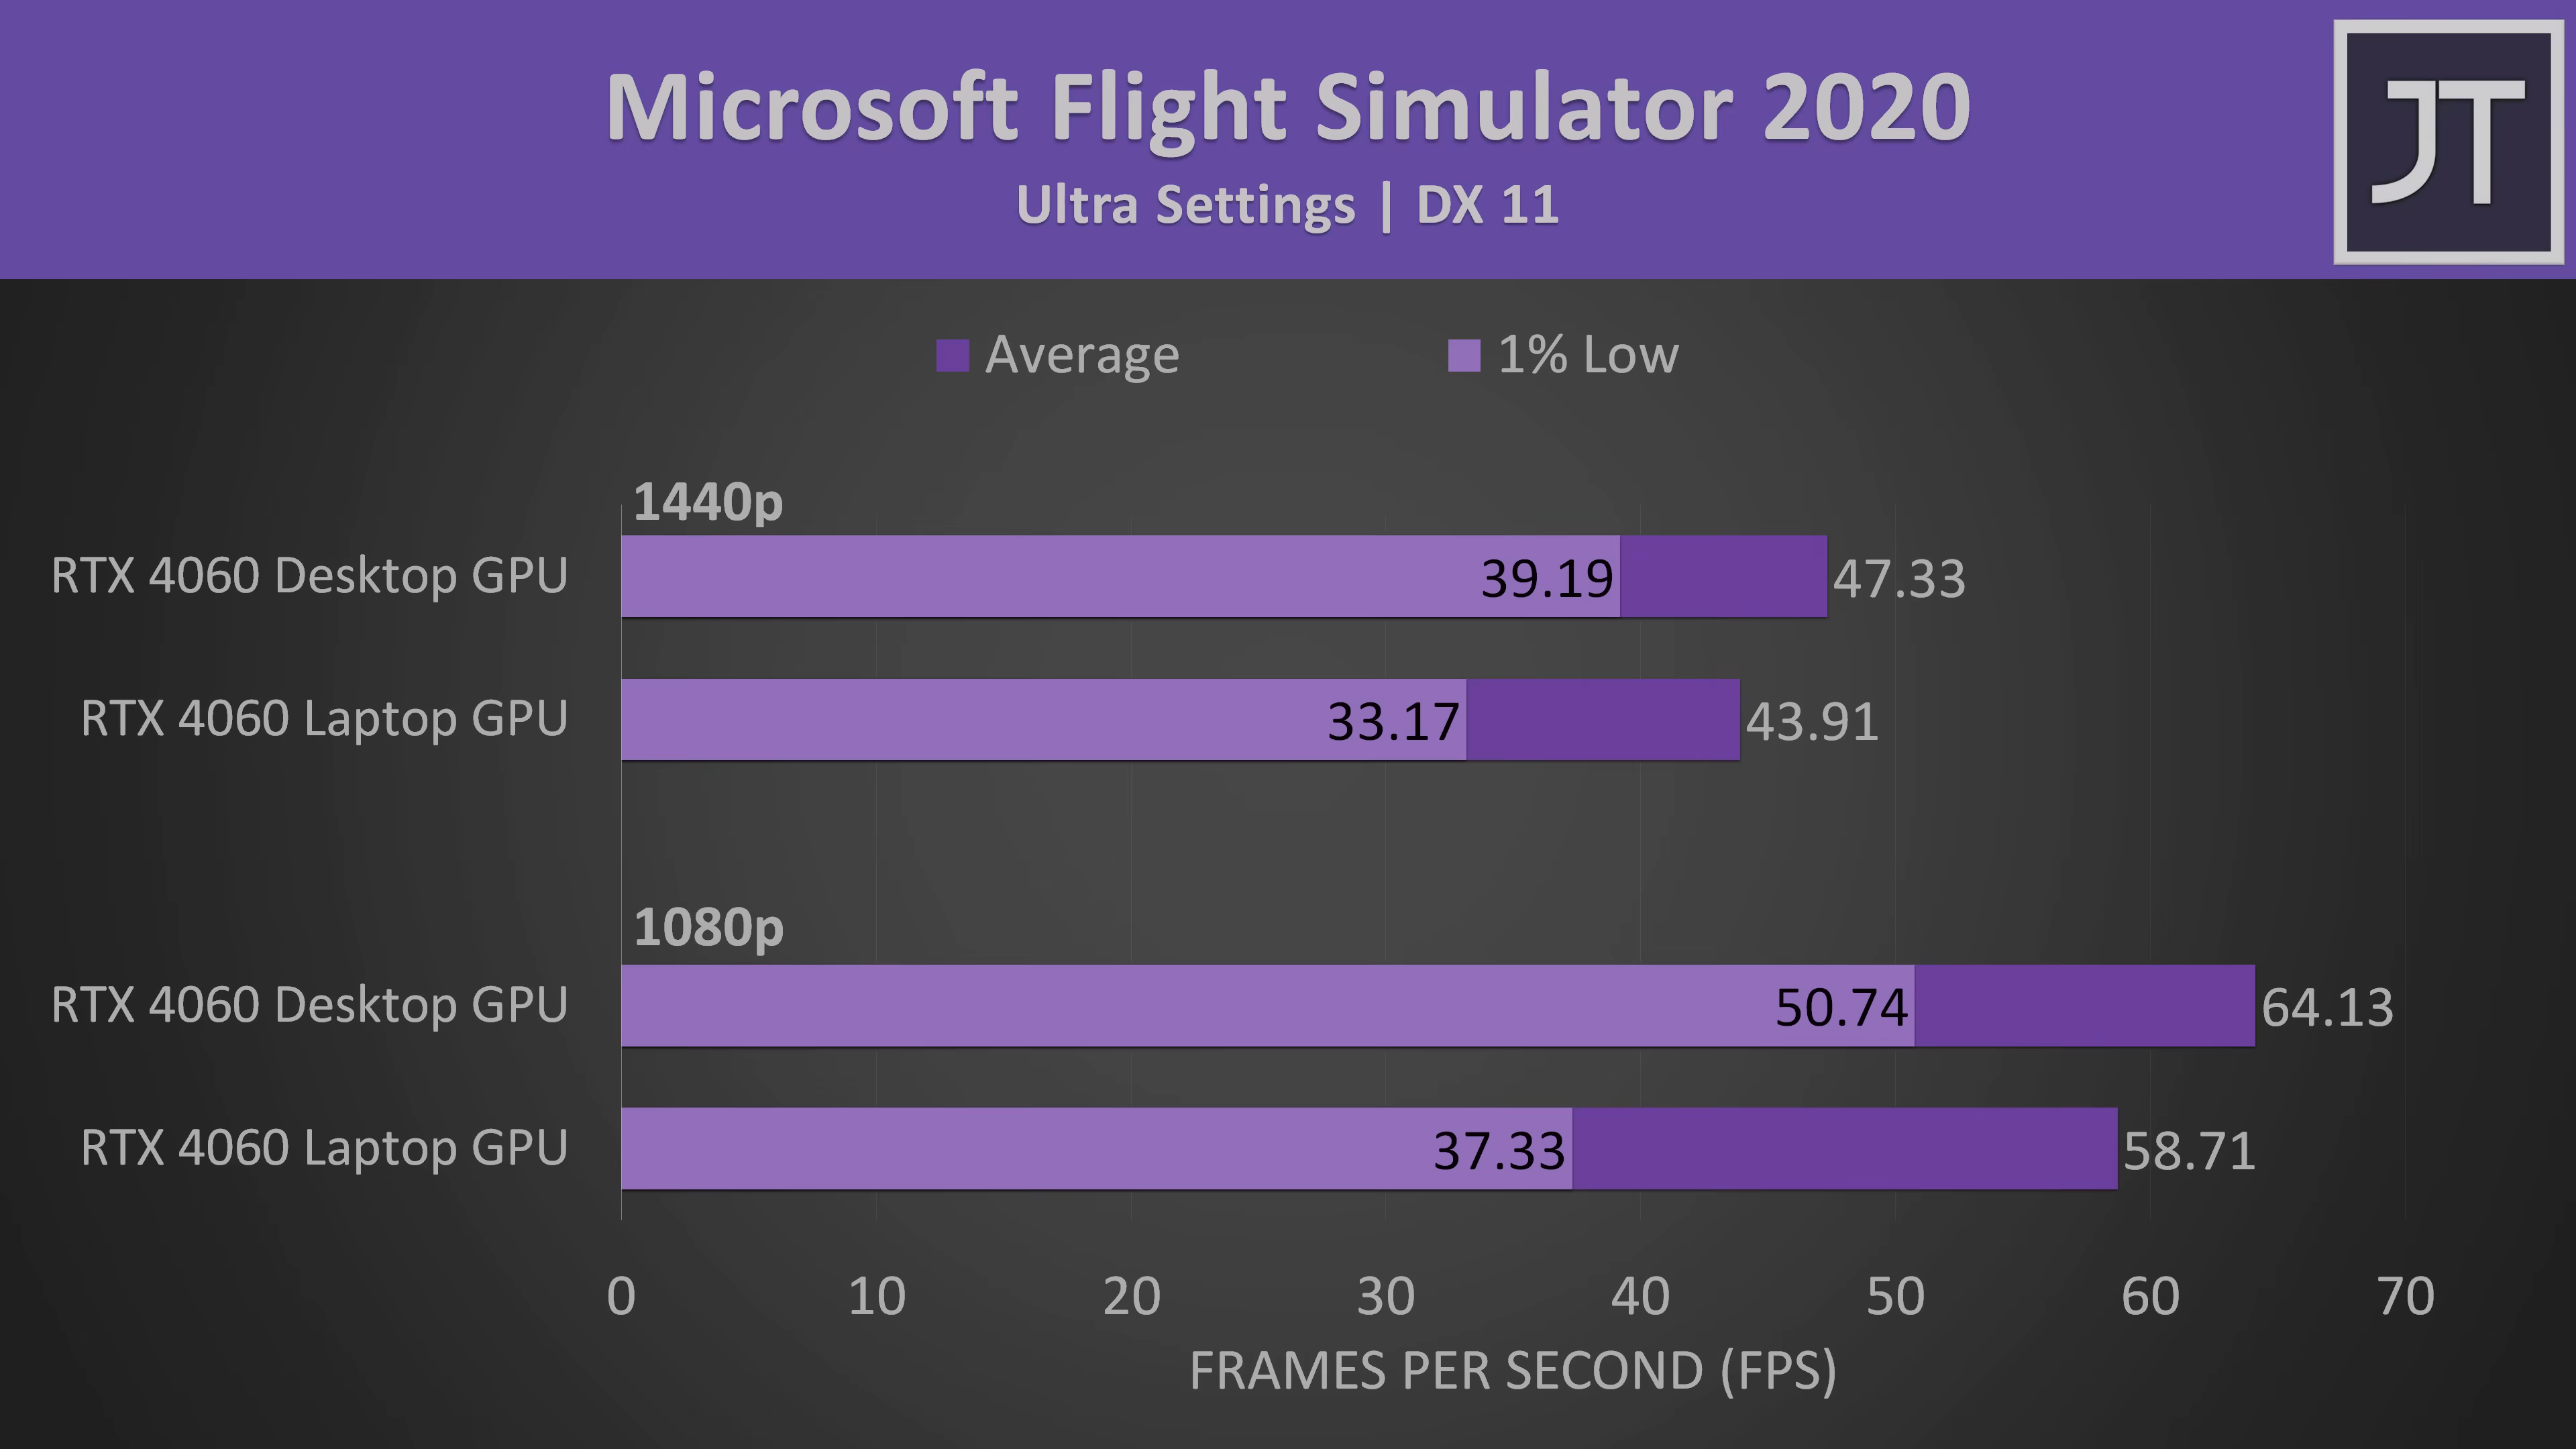 Microsoft Flight Simulator 2020
Ultra Settings | DX 11
JT
Average
1% Low
1440p
RTX 4060 Desktop GPU
39.19
47.33
RTX 4060 Laptop GPU
33.17
43.91
1080p
RTX 4060 Desktop GPU
50.74
64.13
RTX 4060 Laptop GPU
37.33
58.71
0 10 20 30 40 50 60 70
FRAMES PER SECOND (FPS)